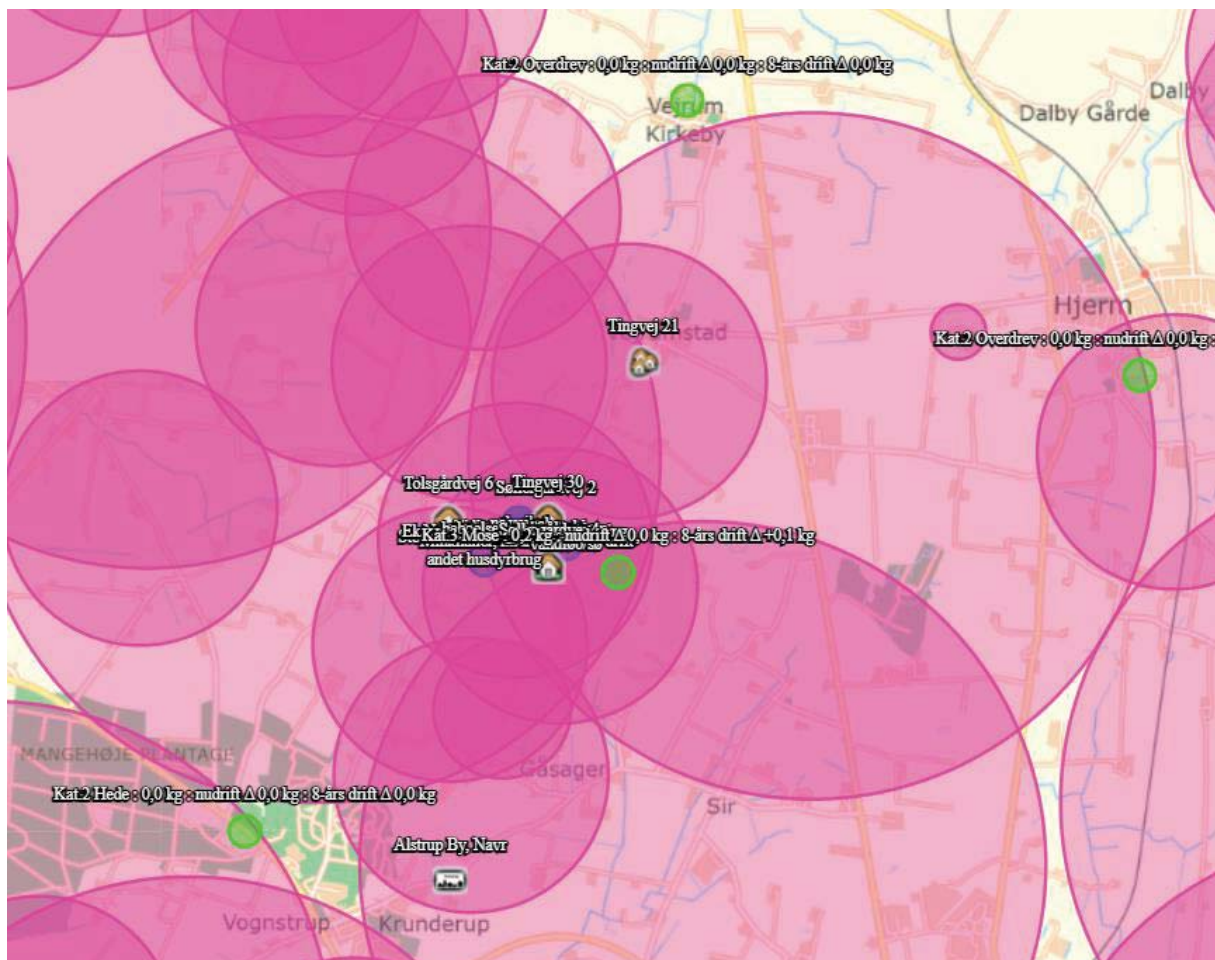 Kat.2 Overdrev : 0,0 kg : nudrift Δ 0,0 kg : 8-års drift Δ 0,0 kg
Vejrum
Kirkeby
Dalby
Dalby Gårde
Hjerm
Tingvej 21
Kat.2 Overdrev : 0,0 kg : nudrift Δ 0,0 kg :
Tolsgårdvej 6
Tingvej 30
Kat.3 Mose : 0,2 kg : nudrift Δ 0,0 kg : 8-års drift Δ +0,1 kg
andet husdyrbrug
MANGEHØJE PLANTAGE
Gåsager
Kat.2 Hede : 0,0 kg : nudrift Δ 0,0 kg : 8-års drift Δ 0,0 kg
Sir
Alstrup By, Navr
Vognstrup
Krunderup